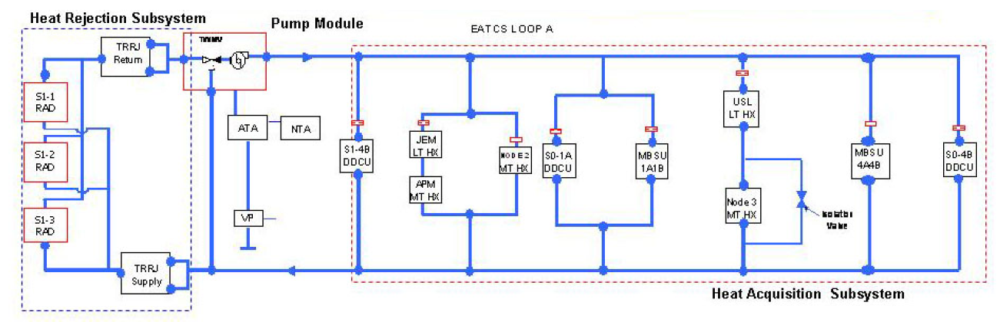 Heat Rejection Subsystem
Pump Module
EATCS LOOP A
TRRJ
Return
S1-1
RAD
S1-2
RAD
S1-3
RAD
TRRJ
Supply
ATA
NTA
VP
S1-4B
DDCU
JEM
LT HX
APM
MT HX
NODE 2
MT HX
S0-1A
DDCU
MBSU
1A1B
USL
LT HX
Node 3
MT HX
Isolator
Valve
MBSU
4A4B
S0-4B
DDCU
Heat Acquisition Subsystem